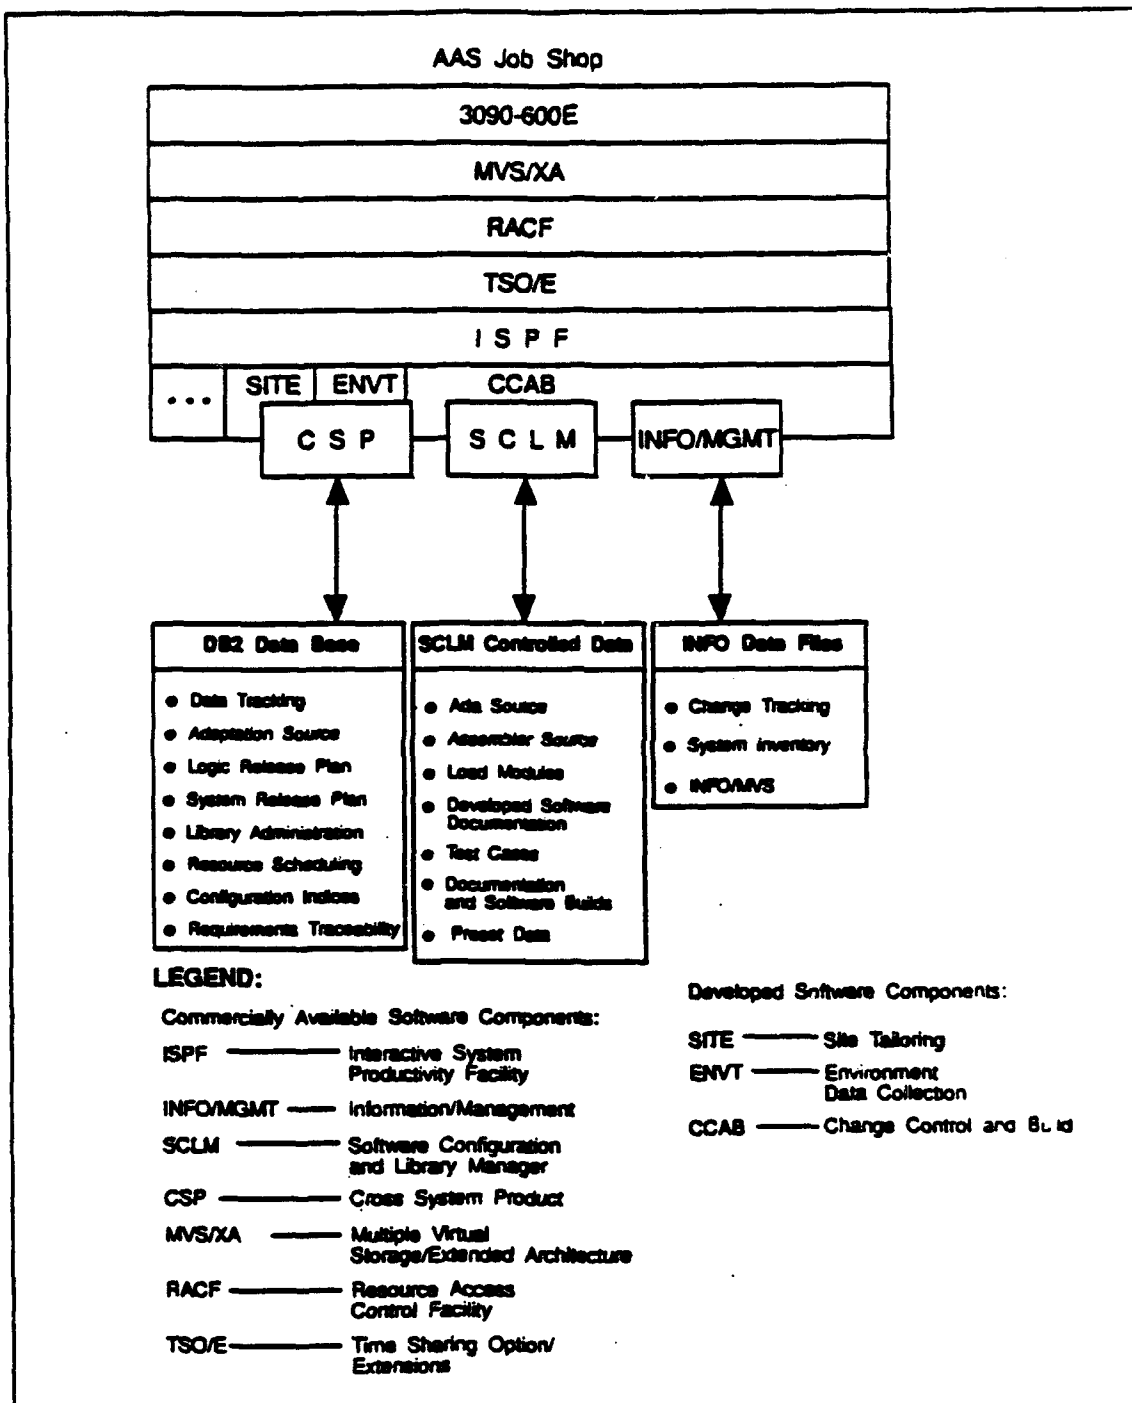 AAS Job Shop
3090-600E
MVS/XA
RACF
TSO/E
I S P F
... SITE ENVT CCAB
C S P
S C L M
INFO/MGMT
DB2 Data Base
● Data Tracking
● Adaptation Source
● Logic Release Plan
● System Release Plan
● Library Administration
● Resource Scheduling
● Configuration Indices
● Requirements Traceability
SCLM Controlled Data
● Ada Source
● Assembler Source
● Load Modules
● Developed Software
Documentation
● Test Cases
● Documentation
and Software Builds
● Preset Data
INFO Data Files
● Change Tracking
● System Inventory
● INFO/MVS
LEGEND:
Commercially Available Software Components:
ISPF Interactive System
Productivity Facility
INFO/MGMT Information/Management
SCLM Software Configuration
and Library Manager
CSP Cross System Product
MVS/XA Multiple Virtual
Storage/Extended Architecture
RACF Resource Access
Control Facility
TSO/E Time Sharing Option/
Extensions
Developed Software Components:
SITE Site Tailoring
ENVT Environment
Data Collection
CCAB Change Control and Build